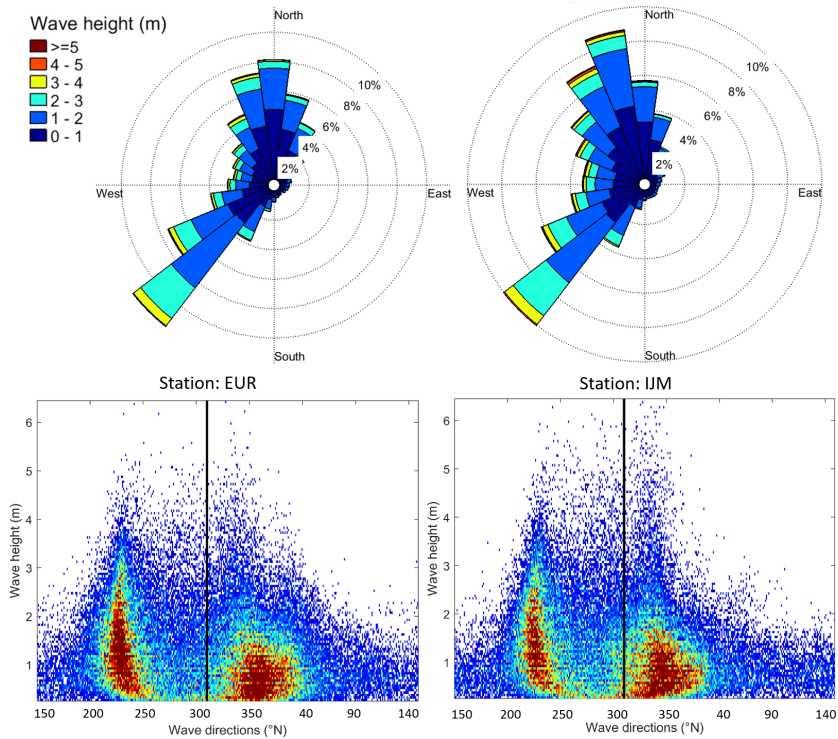 Wave height (m)
>=5
4 - 5
3 - 4
2 - 3
1 - 2
0 - 1
North
10%
8%
6%
4%
2%
West
East
South
North
10%
8%
6%
4%
2%
West
East
South
Station: EUR
Station: IJM
Wave height (m)
6
5
4
3
2
1
150 200 250 300 350 40 90 140
Wave directions (°N)
Wave height (m)
6
5
4
3
2
1
150 200 250 300 350 40 90 140
Wave directions (°N)